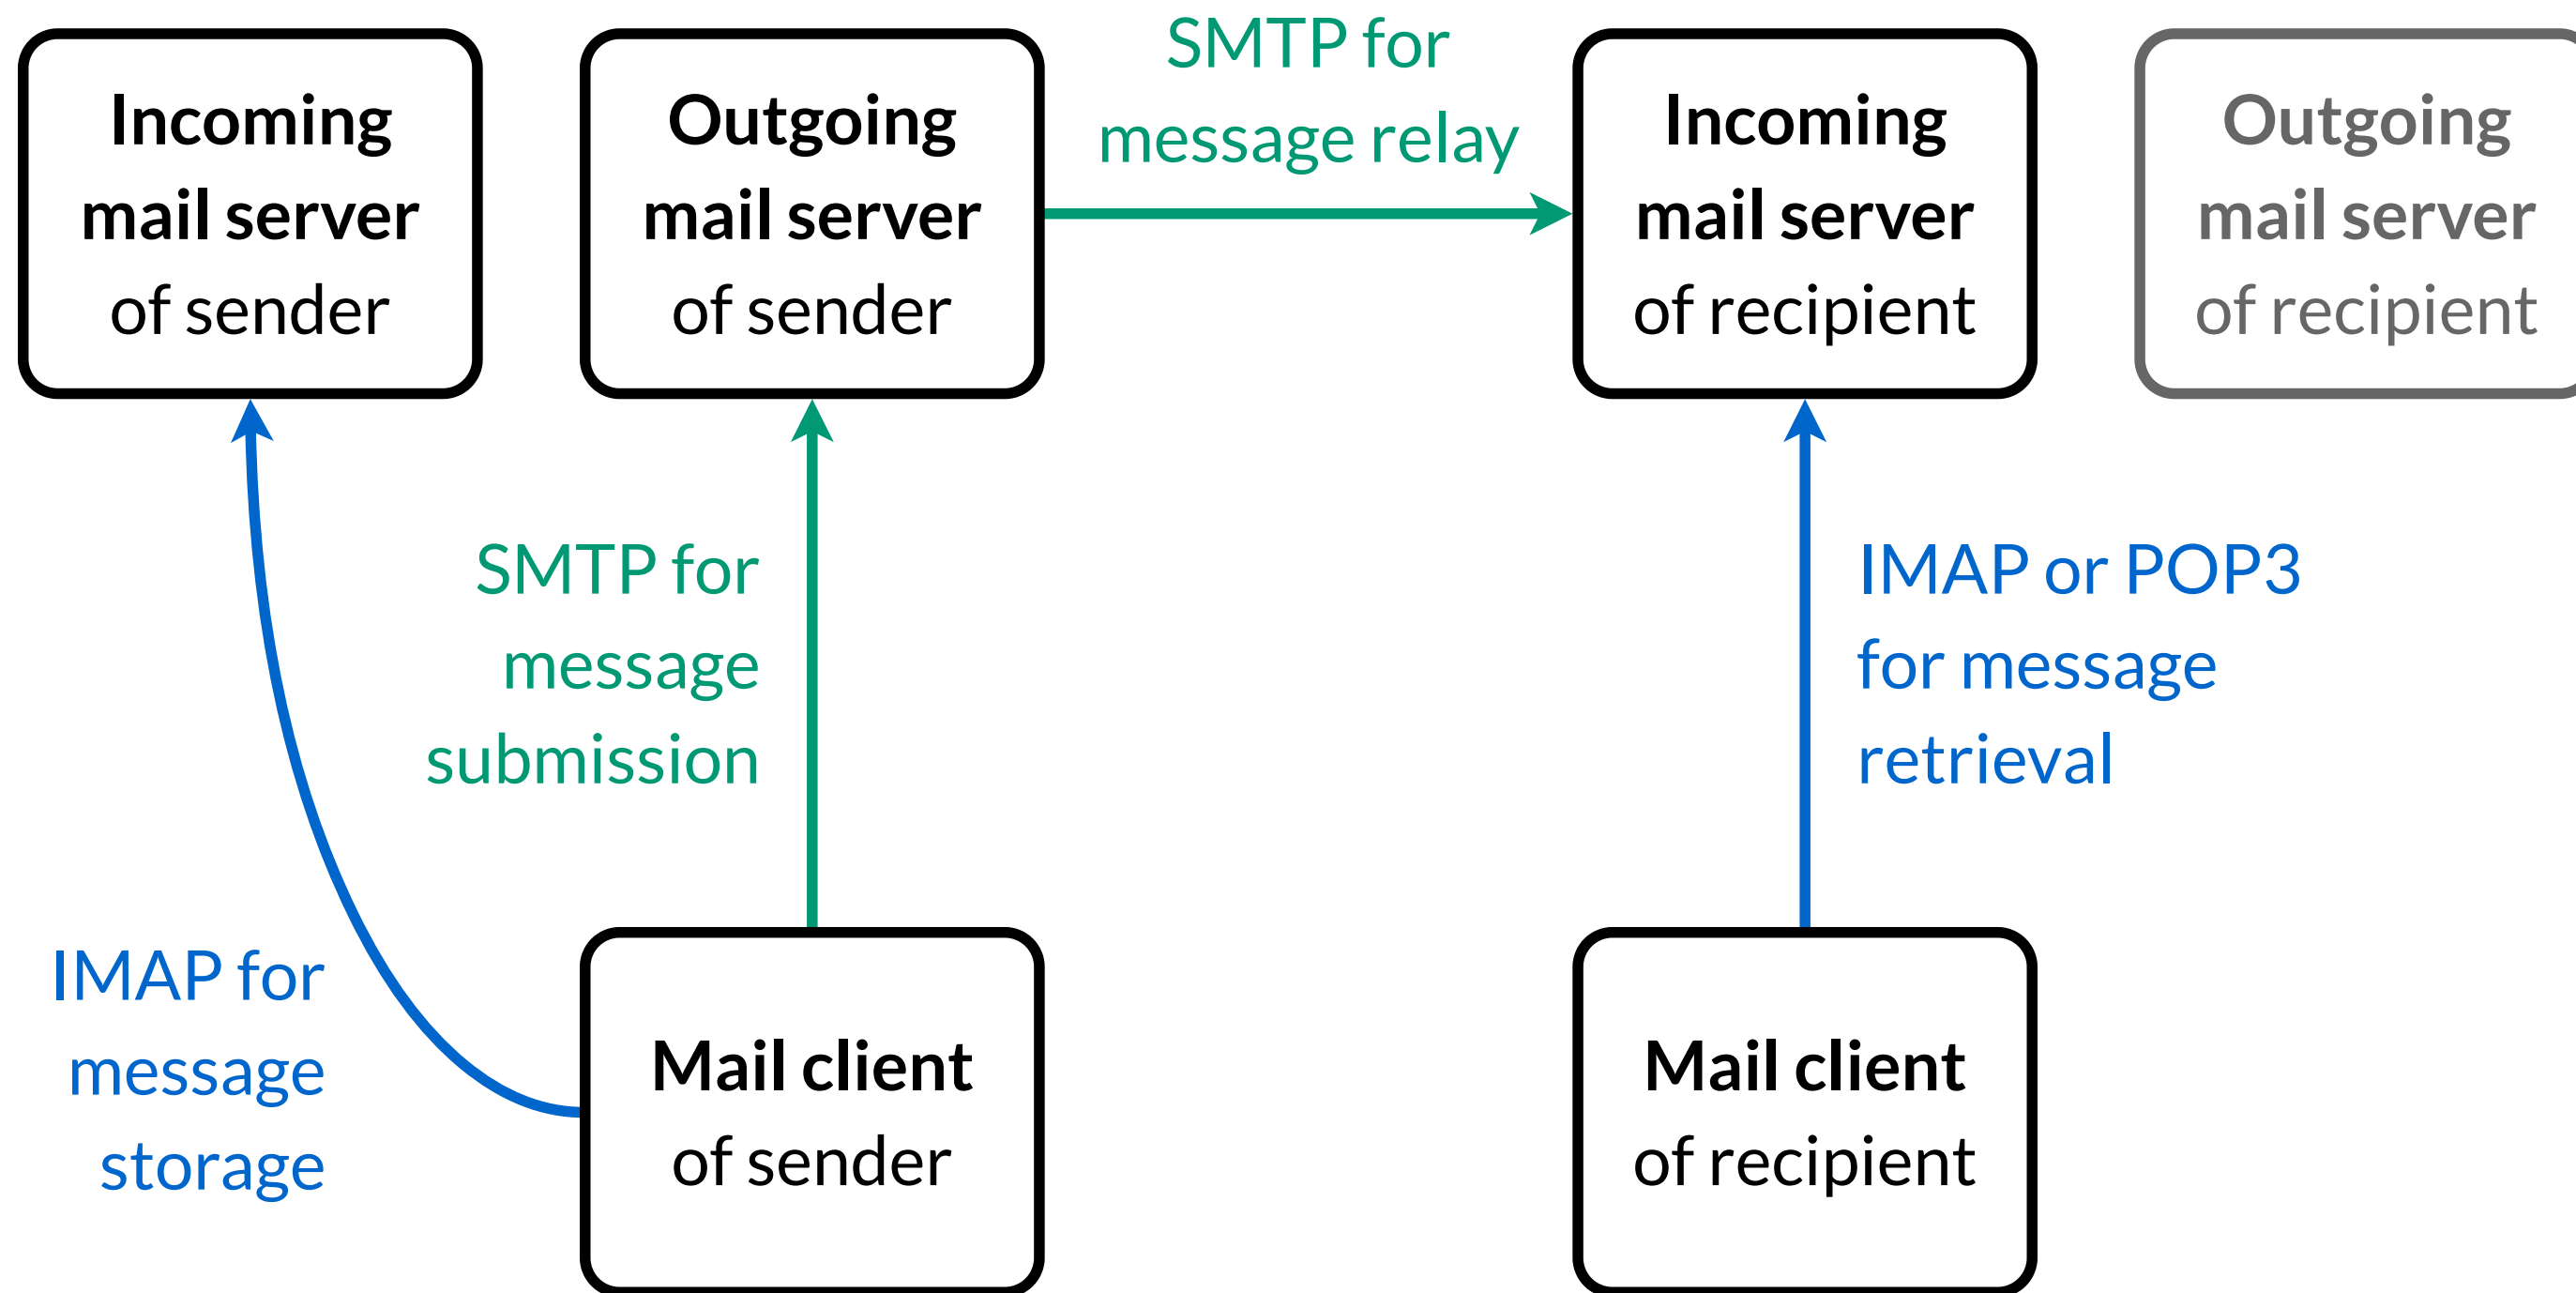 Incoming
mail server
of sender
Outgoing
mail server
of sender
SMTP for
message relay
Incoming
mail server
of recipient
Outgoing
mail server
of recipient
SMTP for
message
submission
IMAP or POP3
for message
retrieval
IMAP for
message
storage
Mail client
of sender
Mail client
of recipient